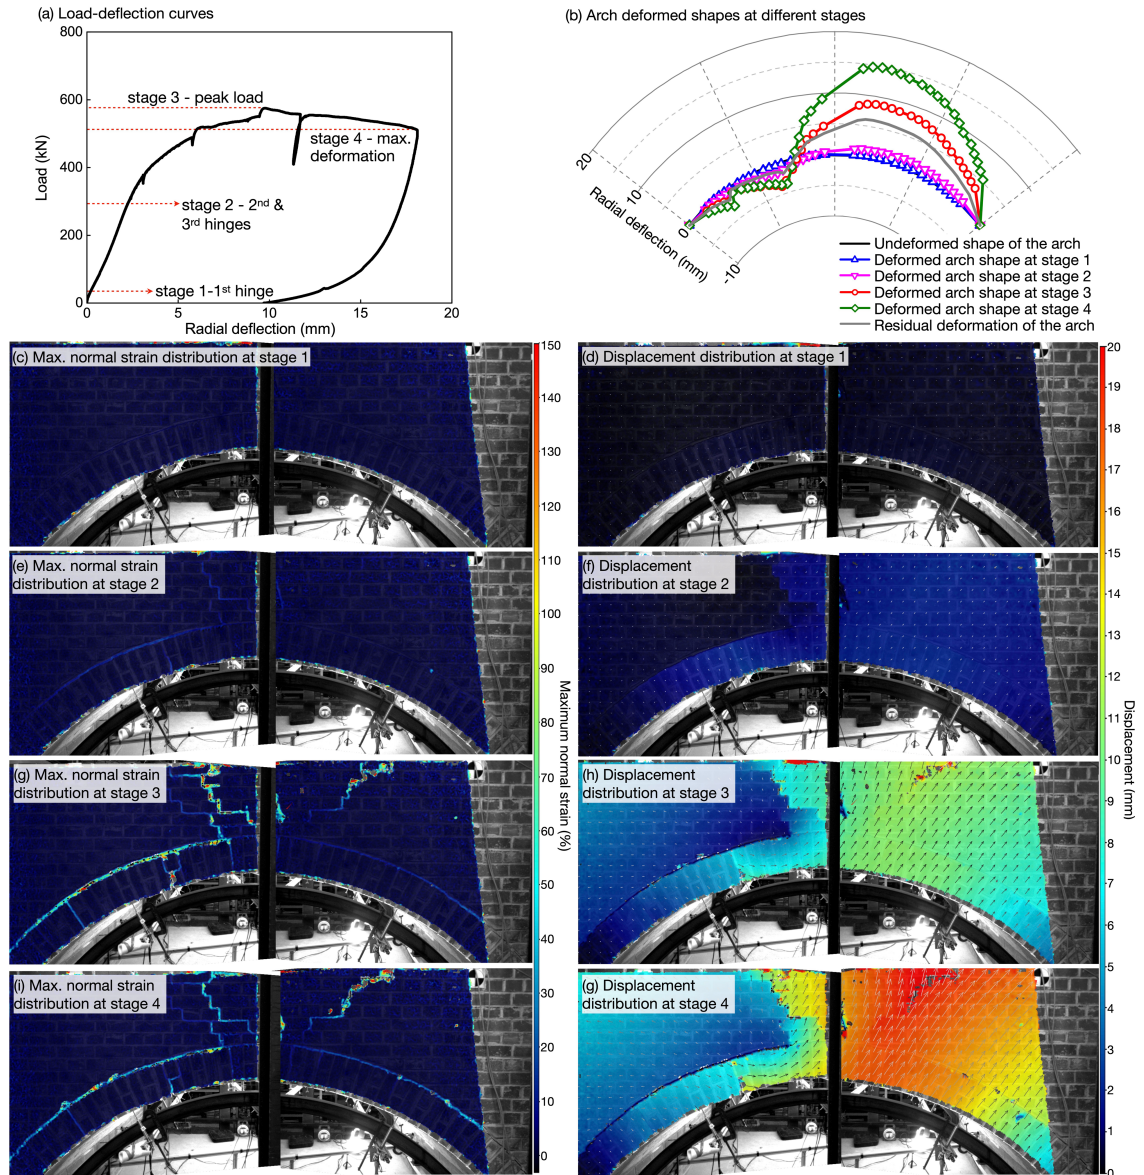 (a) Load-deflection curves
800
600
400
200
0
Load (kN)
stage 3 - peak load
stage 4 - max.
deformation
stage 2 - 2nd &
3rd hinges
stage 1-1st hinge
0
5
10
15
20
Radial deflection (mm)
(b) Arch deformed shapes at different stages
20
10
0
-10
Radial deflection (mm)
Undeformed shape of the arch
Deformed arch shape at stage 1
Deformed arch shape at stage 2
Deformed arch shape at stage 3
Deformed arch shape at stage 4
Residual deformation of the arch
(c) Max. normal strain distribution at stage 1
(d) Displacement distribution at stage 1
(e) Max. normal strain
distribution at stage 2
(f) Displacement
distribution at stage 2
(g) Max. normal strain
distribution at stage 3
(h) Displacement
distribution at stage 3
(i) Max. normal strain
distribution at stage 4
(g) Displacement
distribution at stage 4
150
140
130
120
110
100
90
80
70
60
50
40
30
20
10
0
Maximum normal strain (%)
20
19
18
17
16
15
14
13
12
11
10
9
8
7
6
5
4
3
2
1
0
Displacement (mm)